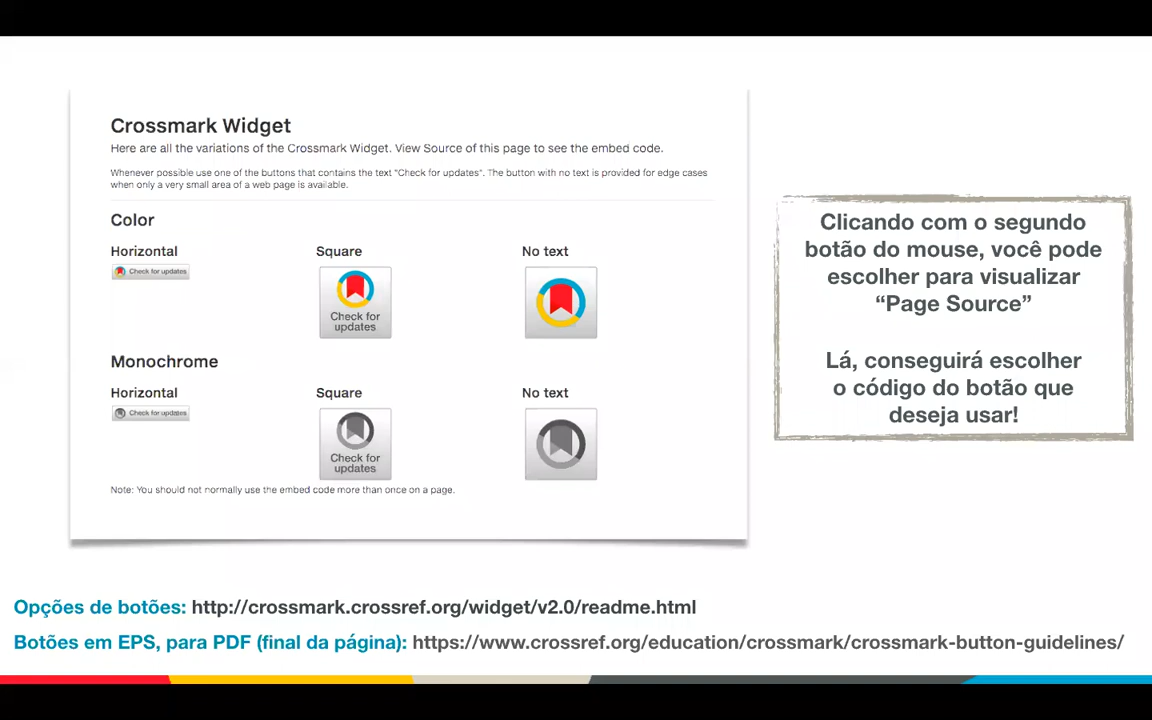 Crossmark Widget
Here are all the variations of the Crossmark Widget. View Source of this page to see the embed code.
Whenever possible use one of the buttons that contains the text "Check for updates". The button with no text is provided for edge cases
when only a very small area of a web page is available.
Color
Horizontal
Square
No text
Check for updates
Check for
updates
Monochrome
Horizontal
Square
No text
Check for updates
Check for
updates
Note: You should not normally use the embed code more than once on a page.
Clicando com o segundo
botão do mouse, você pode
escolher para visualizar
“Page Source”
Lá, conseguirá escolher
o código do botão que
deseja usar!
Opções de botões: http://crossmark.crossref.org/widget/v2.0/readme.html
Botões em EPS, para PDF (final da página): https://www.crossref.org/education/crossmark/crossmark-button-guidelines/